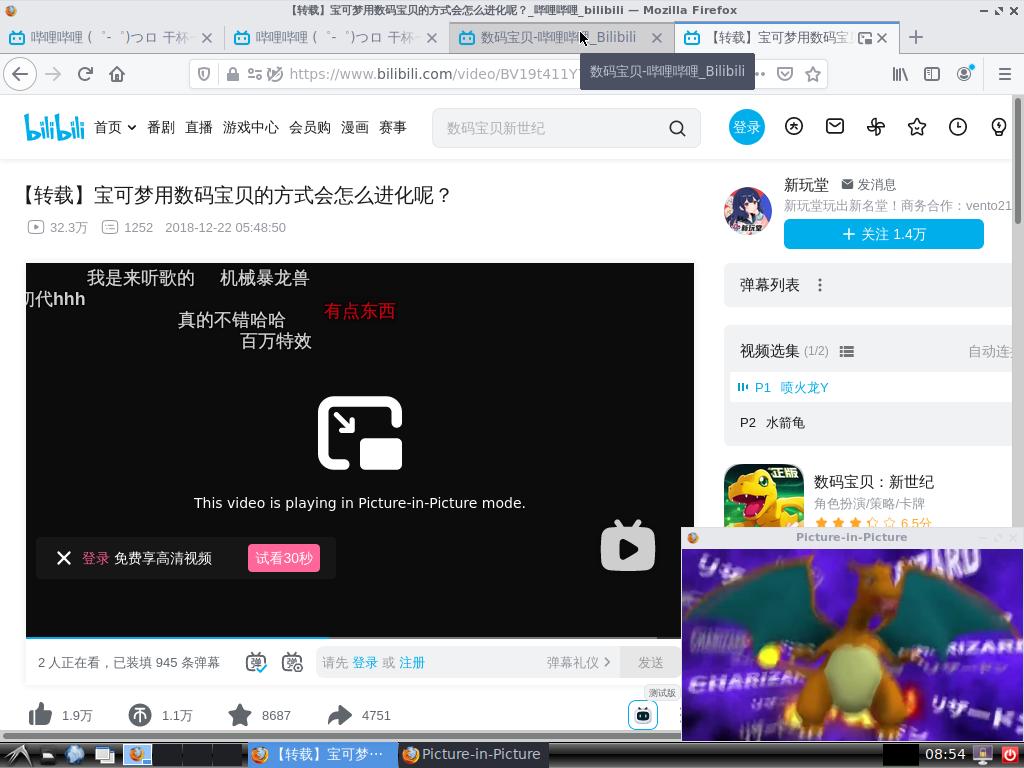 【转载】宝可梦用数码宝贝的方式会怎么进化呢？_哔哩哔哩_bilibili — Mozilla Firefox
哔哩哔哩 (゜-゜)つロ 干杯
哔哩哔哩 (゜-゜)つロ 干杯
数码宝贝-哔哩哔哩_Bilibili
【转载】宝可梦用数码宝
https://www.bilibili.com/video/BV19t411Y
数码宝贝-哔哩哔哩_Bilibili
bilibili
首页
番剧
直播
游戏中心
会员购
漫画
赛事
数码宝贝新世纪
登录
【转载】宝可梦用数码宝贝的方式会怎么进化呢？
32.3万
1252
2018-12-22 05:48:50
新玩堂
发消息
新玩堂玩出新名堂！商务合作：vento21
关注 1.4万
我是来听歌的
机械暴龙兽
初代hhh
有点东西
真的不错哈哈
百万特效
弹幕列表
视频选集 (1/2)
自动连
P1 喷火龙Y
P2 水箭龟
This video is playing in Picture-in-Picture mode.
正版
数码宝贝：新世纪
角色扮演/策略/卡牌
6.5分
登录 免费享高清视频
试看30秒
Picture-in-Picture
CHARIZARD
2 人正在看，已装填 945 条弹幕
请先 登录 或 注册
弹幕礼仪
发送
测试版
1.9万
1.1万
8687
4751
【转载】宝可梦…
Picture-in-Picture
08:54